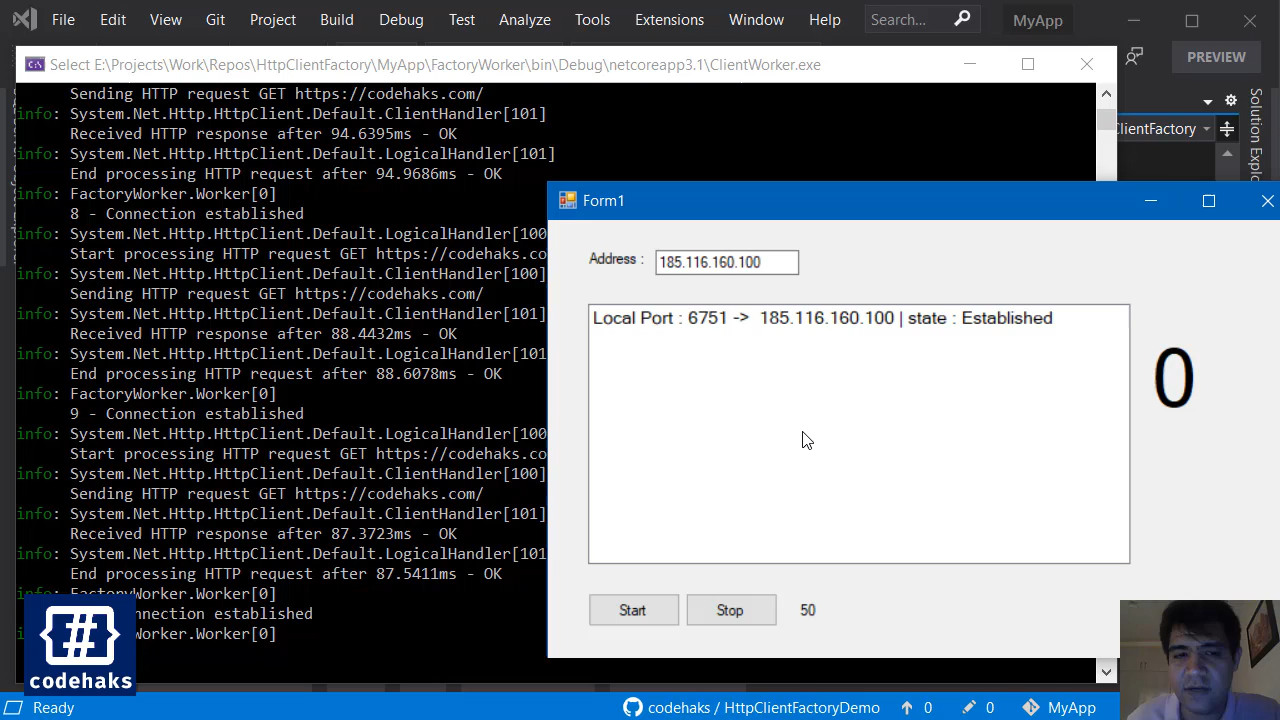 File Edit View Git Project Build Debug Test Analyze Tools Extensions Window Help Search... MyApp
PREVIEW
Select E:\Projects\Work\Repos\HttpClientFactory\MyApp\FactoryWorker\bin\Debug\netcoreapp3.1\ClientWorker.exe
Sending HTTP request GET https://codehaks.com/
info: System.Net.Http.HttpClient.Default.ClientHandler[101]
Received HTTP response after 94.6395ms - OK
info: System.Net.Http.HttpClient.Default.LogicalHandler[101]
End processing HTTP request after 94.9686ms - OK
info: FactoryWorker.Worker[0]
8 - Connection established
info: System.Net.Http.HttpClient.Default.LogicalHandler[100
Start processing HTTP request GET https://codehaks.co
info: System.Net.Http.HttpClient.Default.ClientHandler[100]
Sending HTTP request GET https://codehaks.com/
info: System.Net.Http.HttpClient.Default.ClientHandler[101]
Received HTTP response after 88.4432ms - OK
info: System.Net.Http.HttpClient.Default.LogicalHandler[101
End processing HTTP request after 88.6078ms - OK
info: FactoryWorker.Worker[0]
9 - Connection established
info: System.Net.Http.HttpClient.Default.LogicalHandler[100
Start processing HTTP request GET https://codehaks.co
info: System.Net.Http.HttpClient.Default.ClientHandler[100]
Sending HTTP request GET https://codehaks.com/
info: System.Net.Http.HttpClient.Default.ClientHandler[101]
Received HTTP response after 87.3723ms - OK
info: System.Net.Http.HttpClient.Default.LogicalHandler[101
End processing HTTP request after 87.5411ms - OK
info: FactoryWorker.Worker[0]
nnection established
Worker.Worker[0]
ClientFactory
Solution Expl
Form1
Address : 185.116.160.100
Local Port : 6751 -> 185.116.160.100 | state : Established
0
Start Stop 50
{#}
codehaks
Ready codehaks / HttpClientFactoryDemo 0 0 MyApp